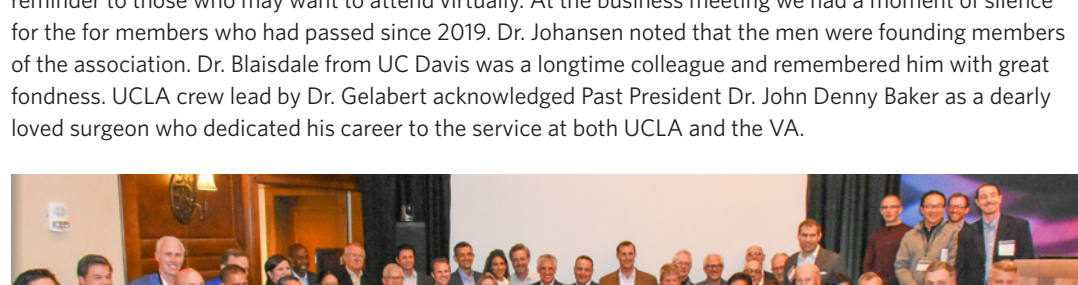 reminder to those who may want to attend virtually. At the business meeting we had a moment of silence
for the for members who had passed since 2019. Dr. Johansen noted that the men were founding members
of the association. Dr. Blaisdale from UC Davis was a longtime colleague and remembered him with great
fondness. UCLA crew lead by Dr. Gelabert acknowledged Past President Dr. John Denny Baker as a dearly
loved surgeon who dedicated his career to the service at both UCLA and the VA.